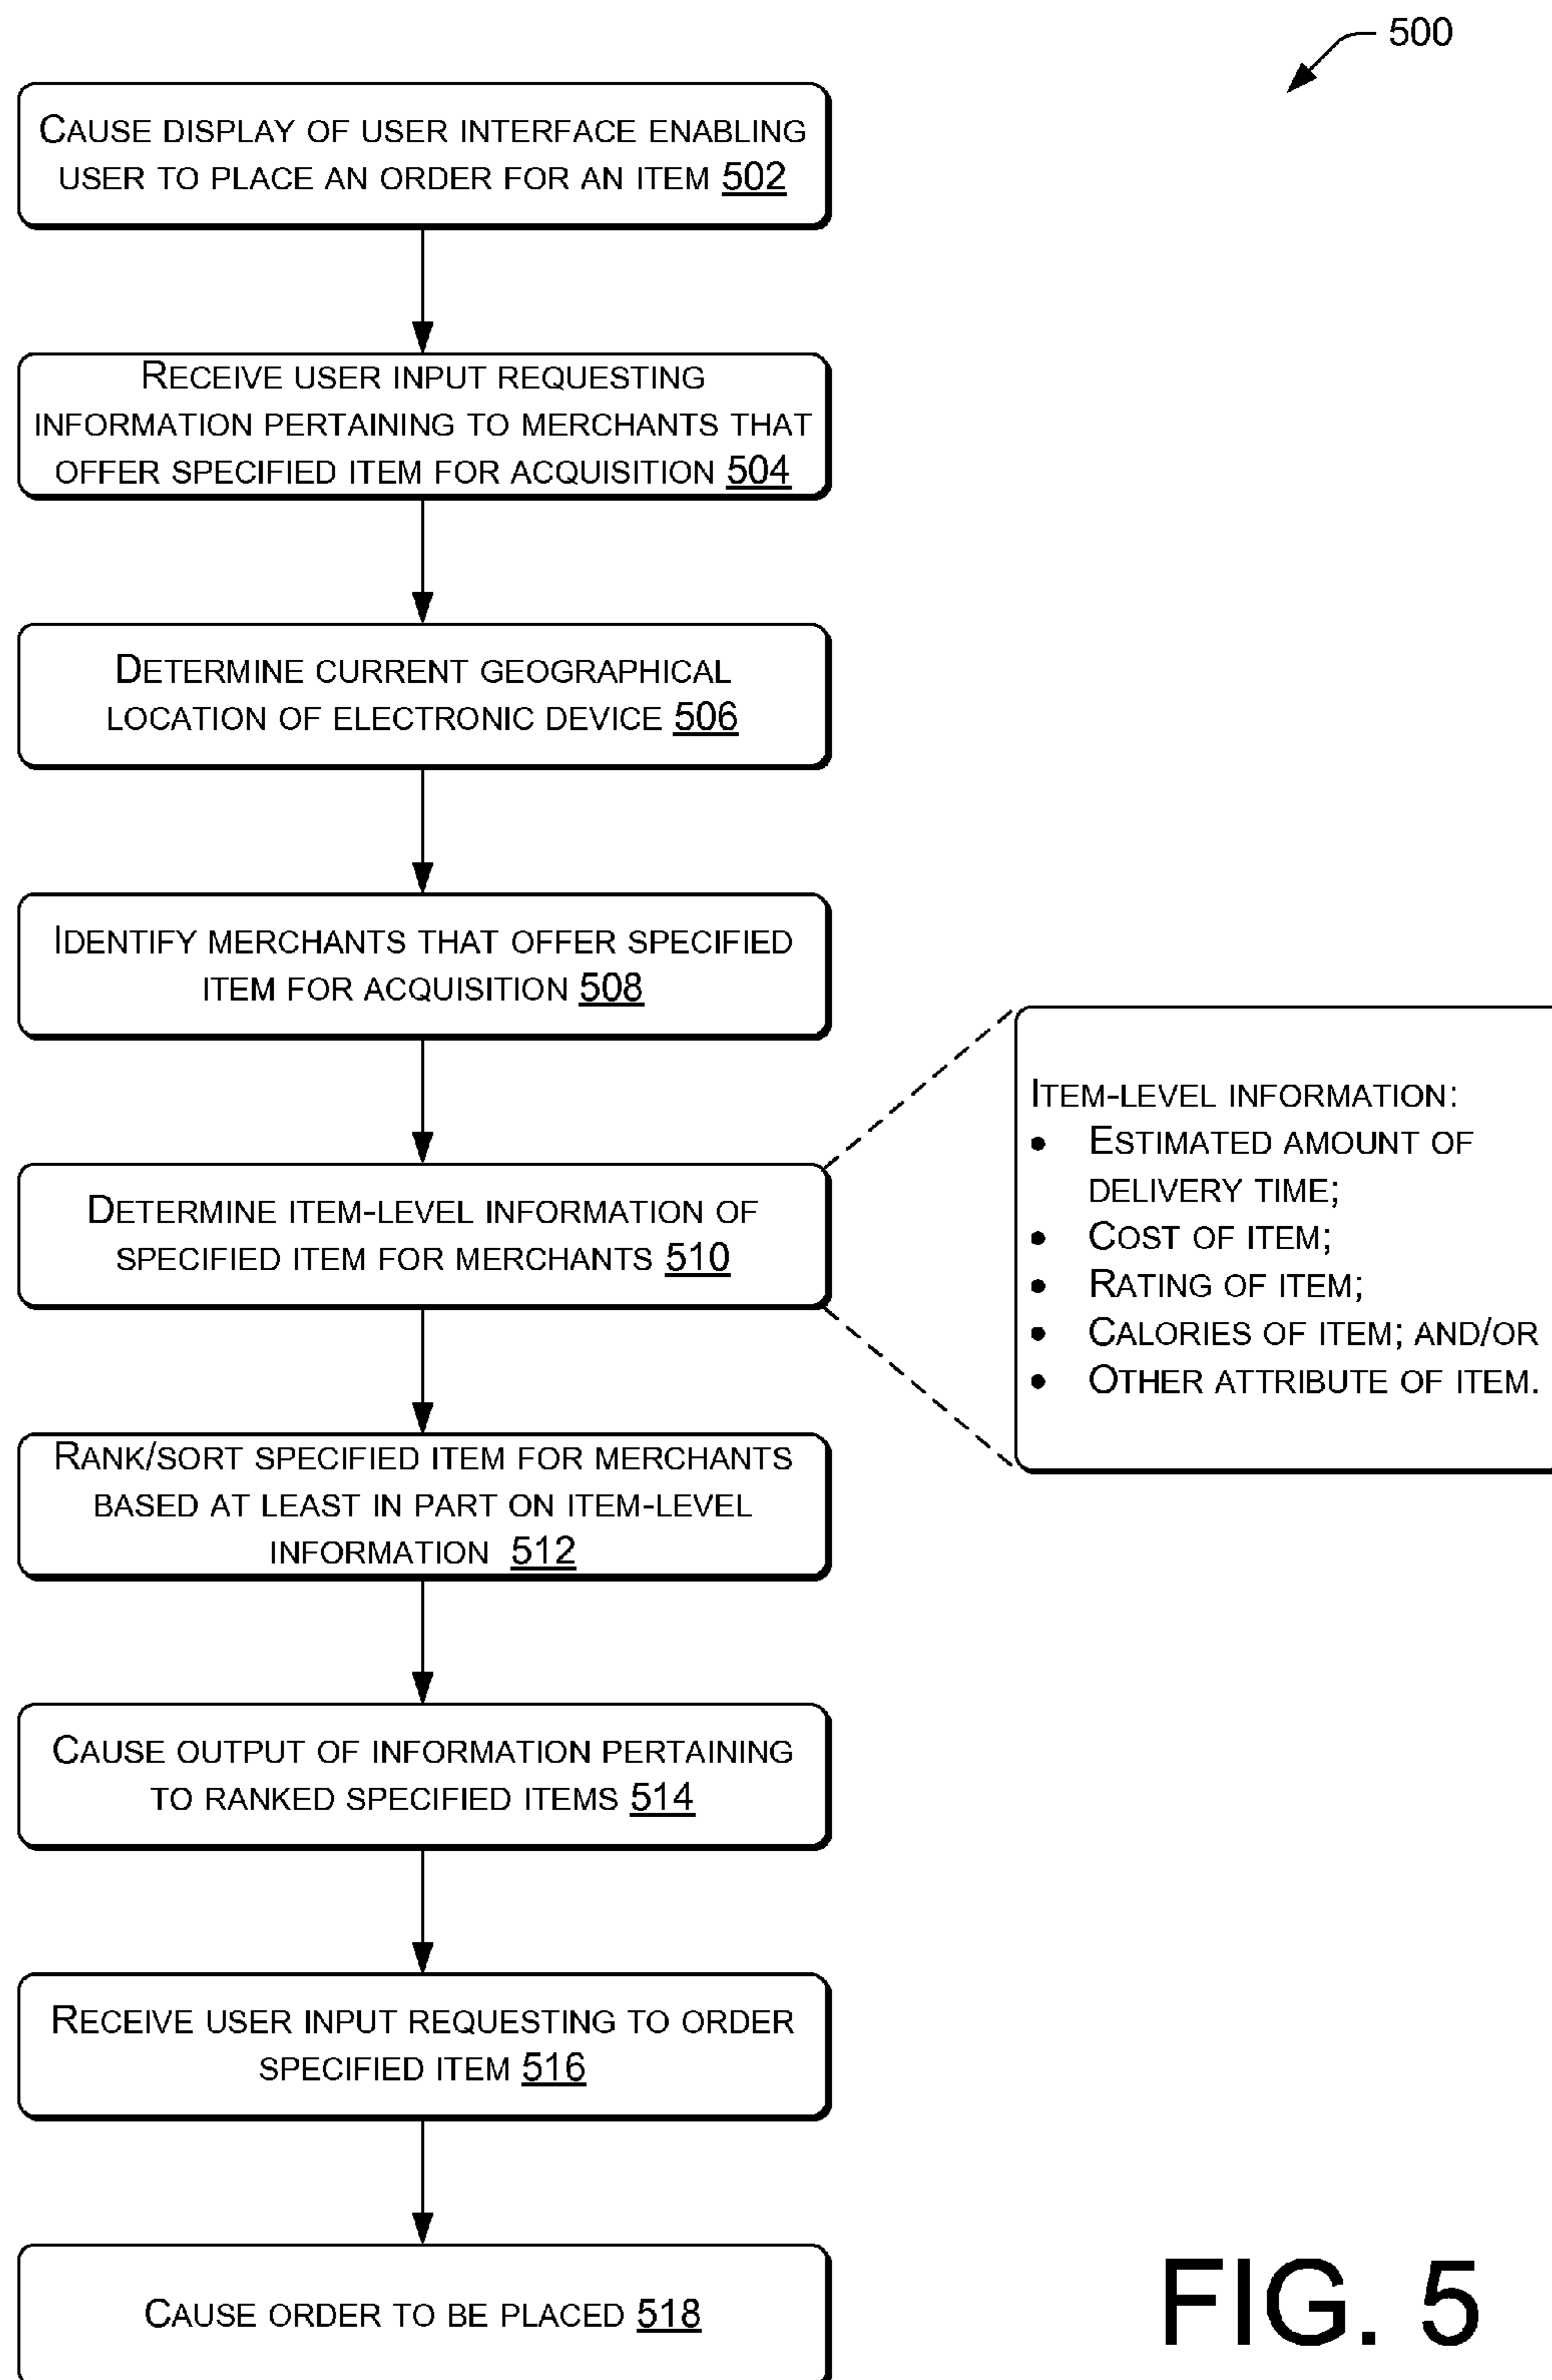 500
CAUSE DISPLAY OF USER INTERFACE ENABLING
USER TO PLACE AN ORDER FOR AN ITEM 502
RECEIVE USER INPUT REQUESTING
INFORMATION PERTAINING TO MERCHANTS THAT
OFFER SPECIFIED ITEM FOR ACQUISITION 504
DETERMINE CURRENT GEOGRAPHICAL
LOCATION OF ELECTRONIC DEVICE 506
IDENTIFY MERCHANTS THAT OFFER SPECIFIED
ITEM FOR ACQUISITION 508
DETERMINE ITEM-LEVEL INFORMATION OF
SPECIFIED ITEM FOR MERCHANTS 510
ITEM-LEVEL INFORMATION:
• ESTIMATED AMOUNT OF
DELIVERY TIME;
• COST OF ITEM;
• RATING OF ITEM;
• CALORIES OF ITEM; AND/OR
• OTHER ATTRIBUTE OF ITEM.
RANK/SORT SPECIFIED ITEM FOR MERCHANTS
BASED AT LEAST IN PART ON ITEM-LEVEL
INFORMATION 512
CAUSE OUTPUT OF INFORMATION PERTAINING
TO RANKED SPECIFIED ITEMS 514
RECEIVE USER INPUT REQUESTING TO ORDER
SPECIFIED ITEM 516
CAUSE ORDER TO BE PLACED 518
FIG. 5